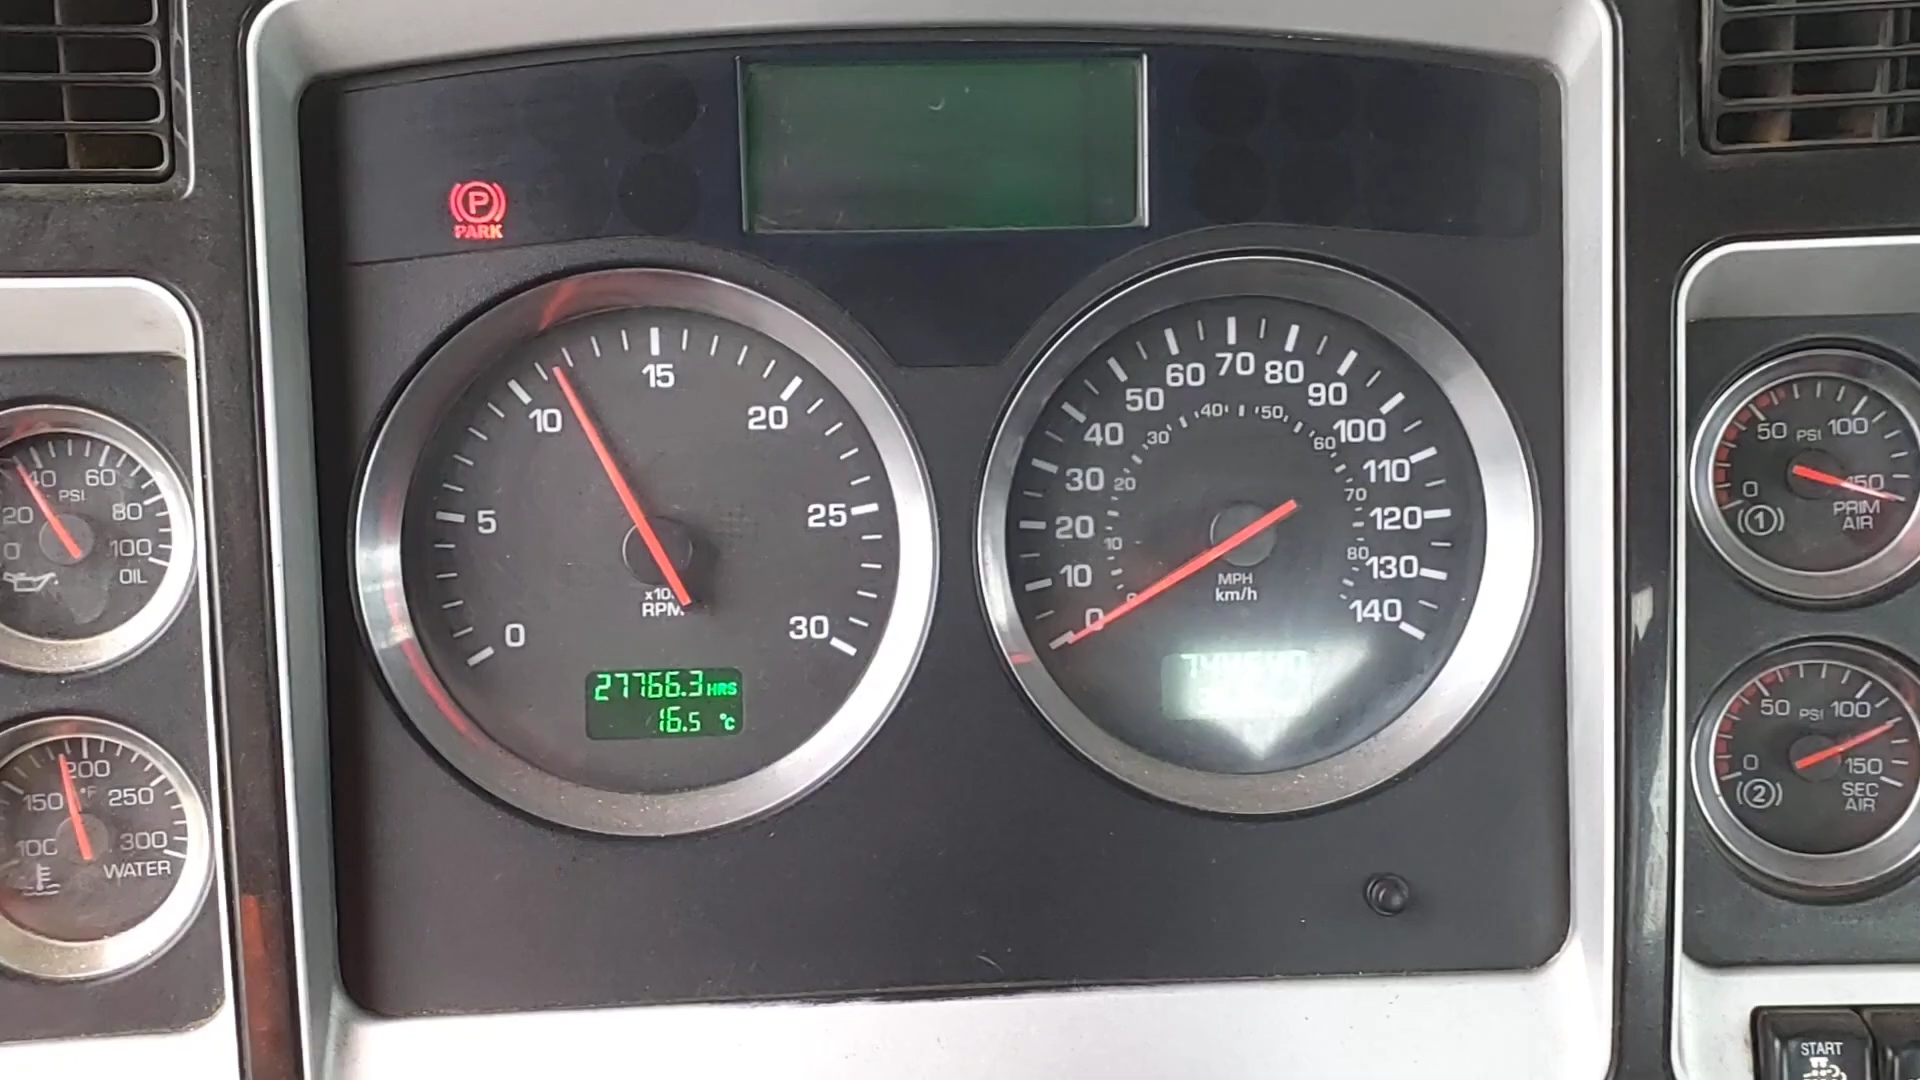 P
PARK
15
10
20
5
25
x100
RPM
0
30
27766.3 HRS
16.5 °C
70
60
80
50
90
40
100
30
110
20
120
10
130
0
140
40 50
30
60
20
70
10
80
MPH
km/h
40 60
PSI
20
80
0
100
OIL
200
°F
150
250
100
300
WATER
50 PSI 100
0
150
1
PRIM
AIR
50 PSI 100
0
150
2
SEC
AIR
START